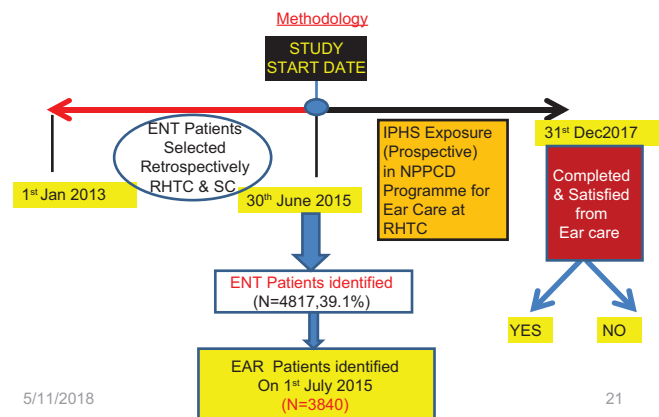 Methodology
STUDY
START DATE
ENT Patients
Selected
Retrospectively
RHTC & SC
IPHS Exposure
(Prospective)
in NPPCD
Programme for
Ear Care at
RHTC
31st Dec2017
Completed
& Satisfied
from
Ear care
1st Jan 2013
30th June 2015
ENT Patients identified
(N=4817,39.1%)
YES
NO
EAR Patients identified
On 1st July 2015
(N=3840)
5/11/2018
21